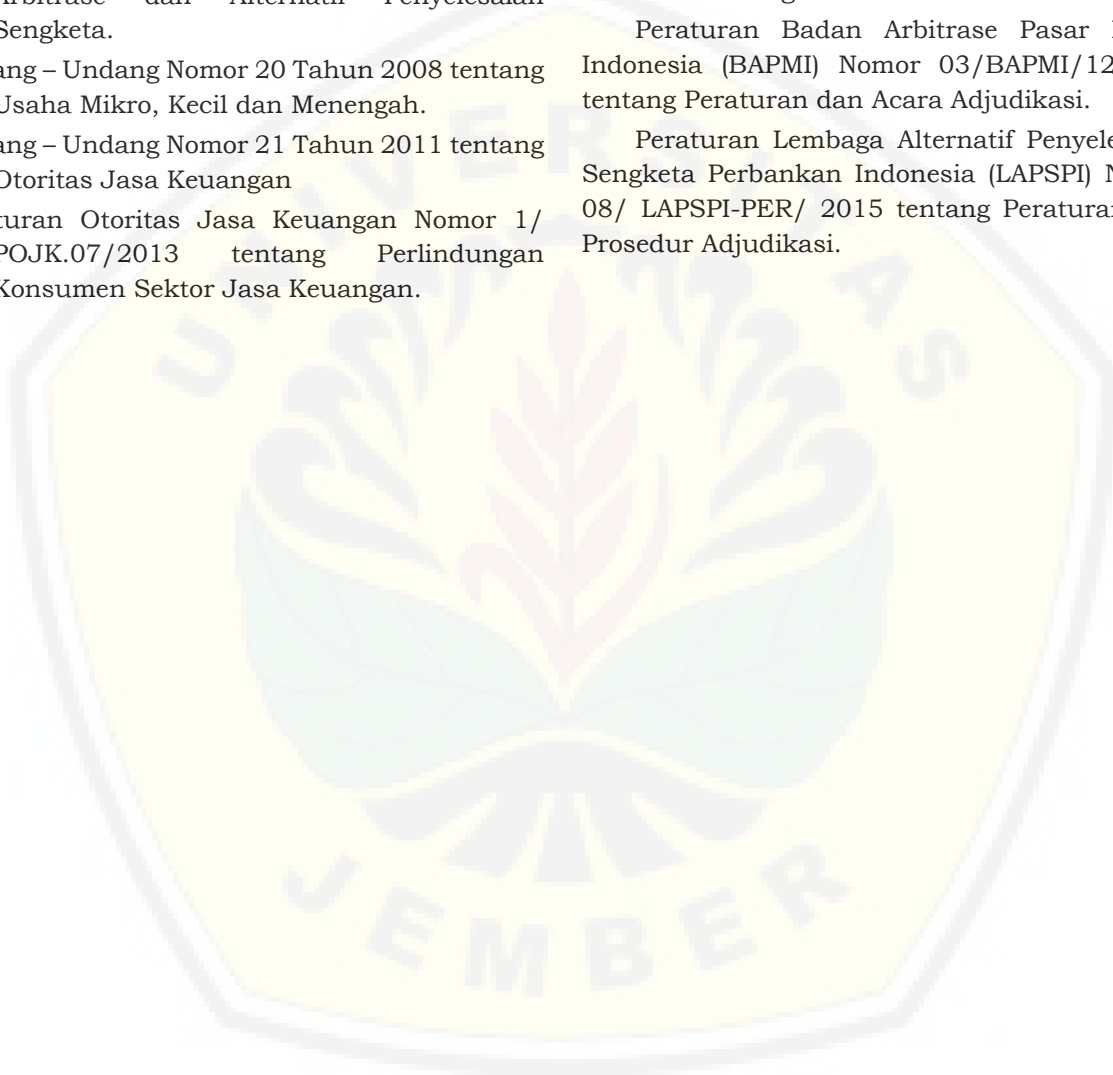 Arbitrase dan Alternatif Penyelesaian
Sengketa.
ang – Undang Nomor 20 Tahun 2008 tentang
Usaha Mikro, Kecil dan Menengah.
ang – Undang Nomor 21 Tahun 2011 tentang
Otoritas Jasa Keuangan
turan Otoritas Jasa Keuangan Nomor 1/
POJK.07/2013 tentang Perlindungan
Konsumen Sektor Jasa Keuangan.
Peraturan Badan Arbitrase Pasar
Indonesia (BAPMI) Nomor 03/BAPMI/12
tentang Peraturan dan Acara Adjudikasi.
Peraturan Lembaga Alternatif Penyele
Sengketa Perbankan Indonesia (LAPSPI)
08/ LAPSPI-PER/ 2015 tentang Peraturan
Prosedur Adjudikasi.
UNIVERSITAS
JEMBER